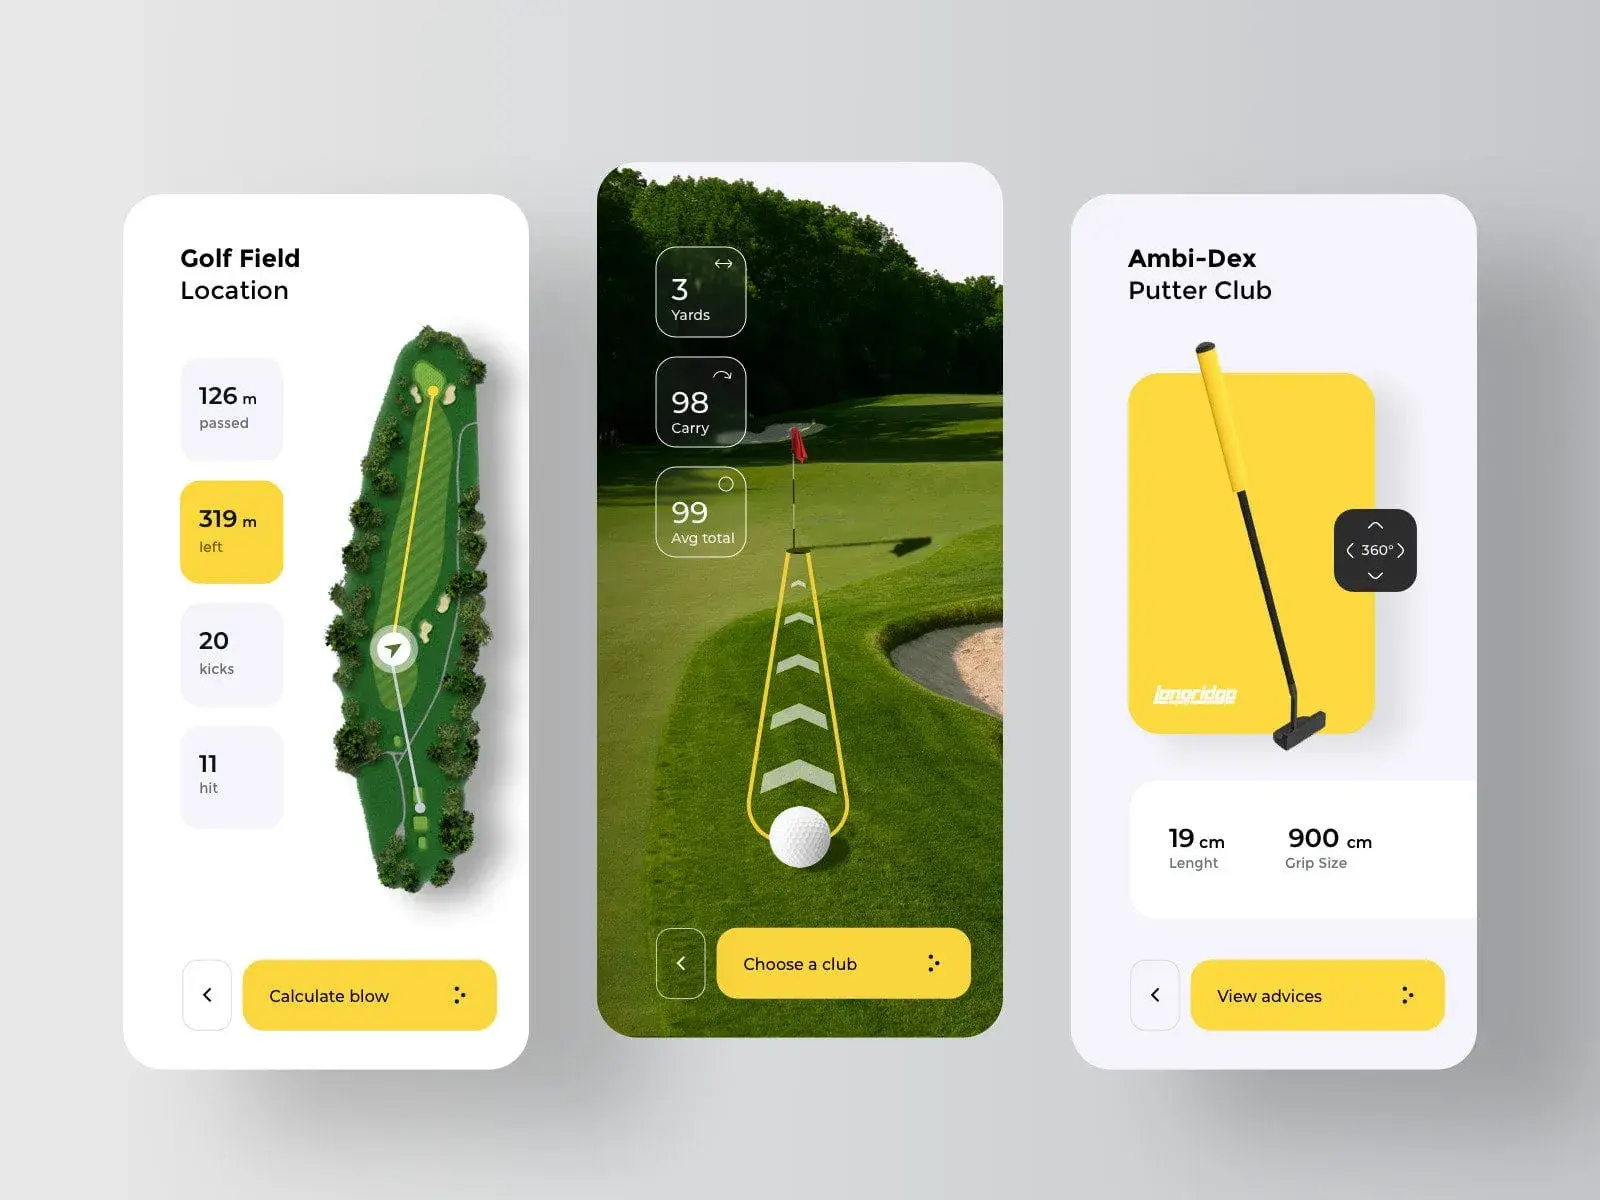 Golf Field
Location
126 m
passed
319 m
left
20
kicks
11
hit
Calculate blow
3
Yards
98
Carry
99
Avg total
Choose a club
Ambi-Dex
Putter Club
360°
Longridge
19 cm
Lenght
900 cm
Grip Size
View advices